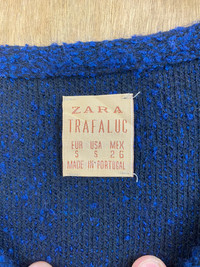 ZARA
TRAFALUC
EUR USA MEX
S S 26
MADE IN PORTUGAL